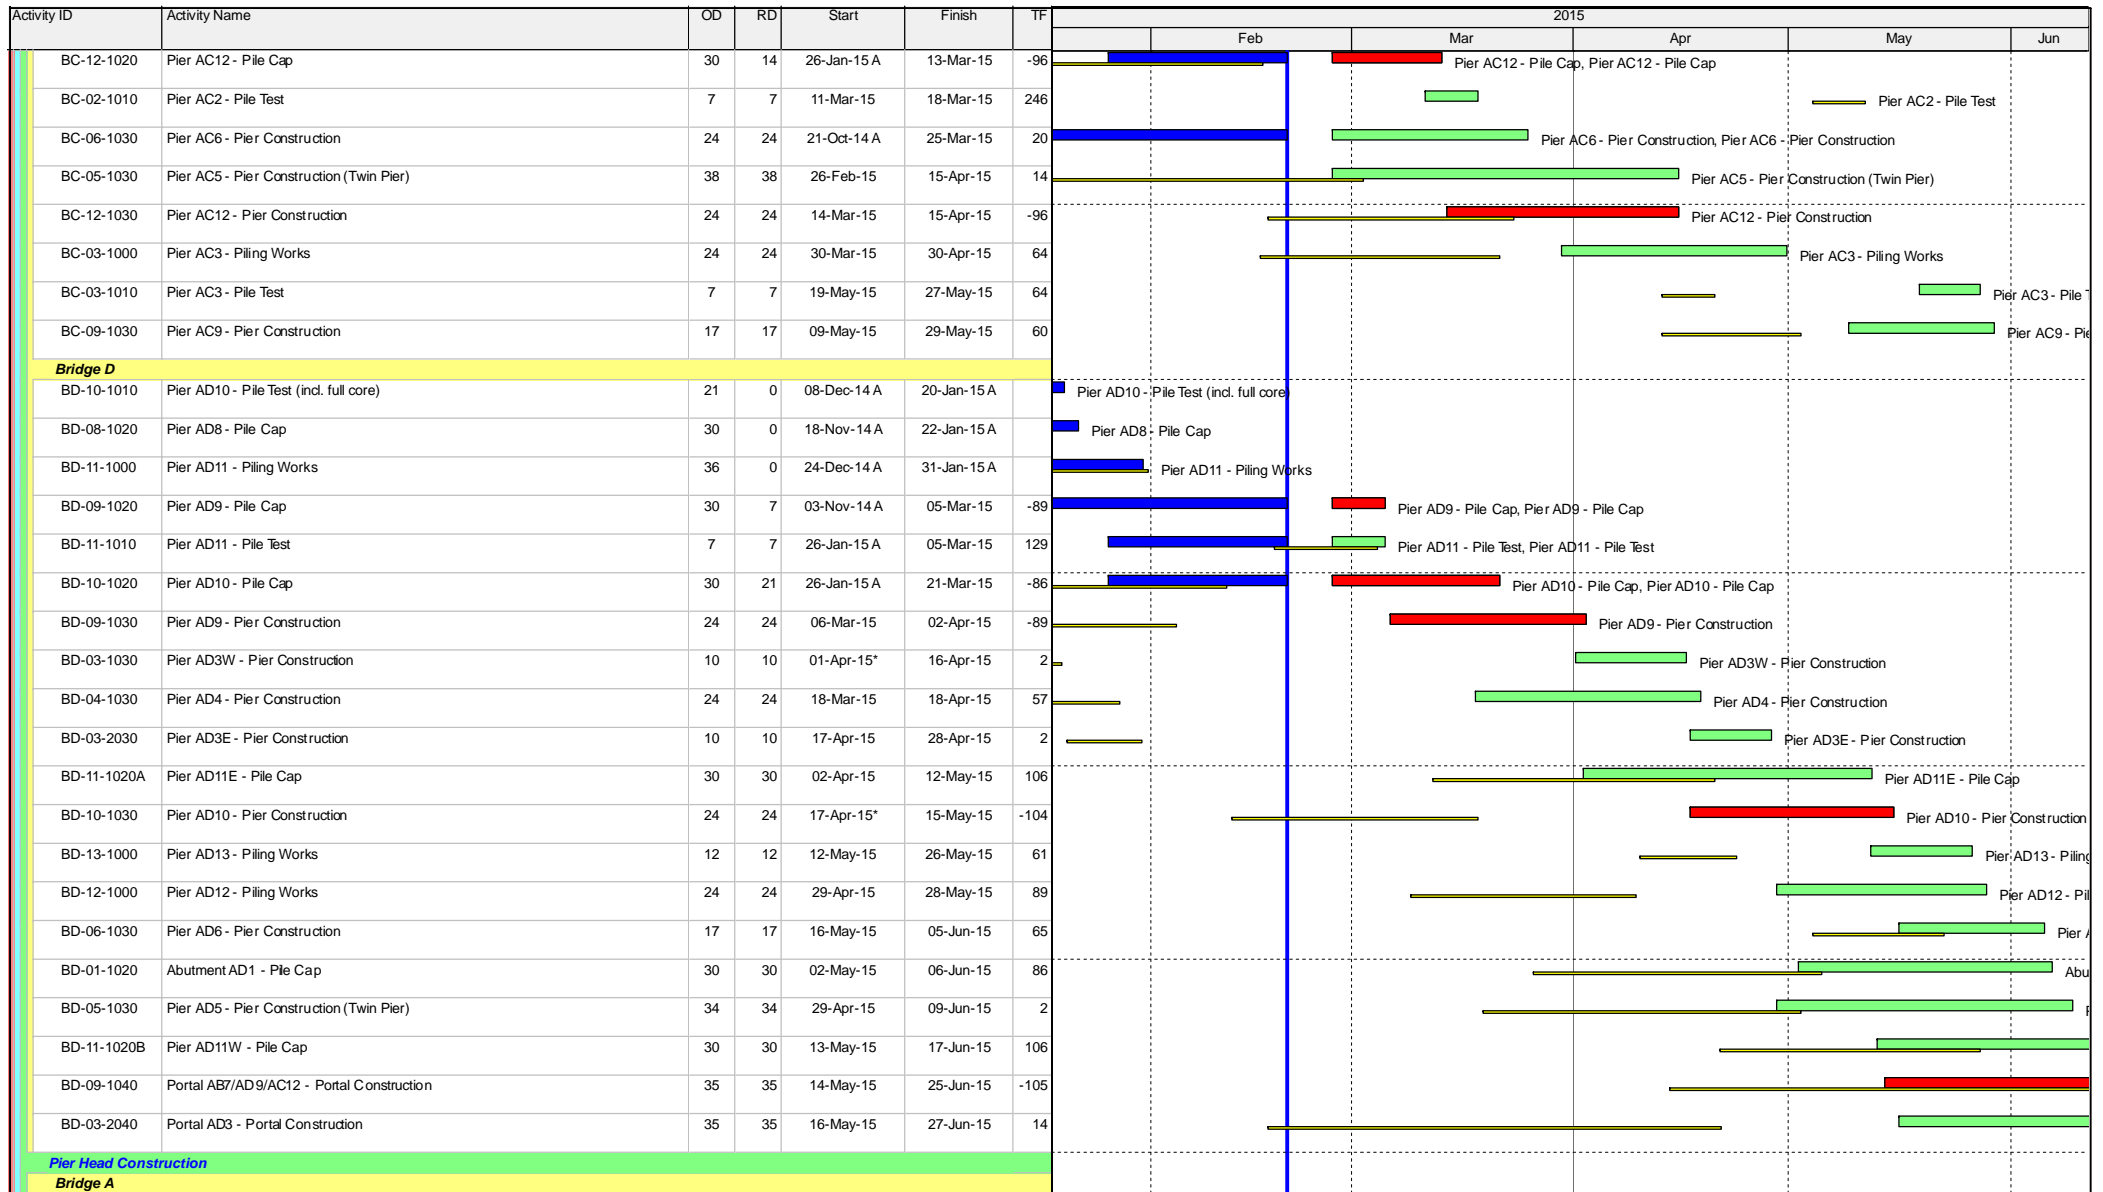 Activity ID Activity Name OD RD Start Finish TF 2015
Feb Mar Apr May Jun
BC-12-1020 Pier AC12 - Pile Cap 30 14 26-Jan-15 A 13-Mar-15 -96 Pier AC12 - Pile Cap, Pier AC12 - Pile Cap
BC-02-1010 Pier AC2 - Pile Test 7 7 11-Mar-15 18-Mar-15 246 Pier AC2 - Pile Test
BC-06-1030 Pier AC6 - Pier Construction 24 24 21-Oct-14 A 25-Mar-15 20 Pier AC6 - Pier Construction, Pier AC6 - Pier Construction
BC-05-1030 Pier AC5 - Pier Construction (Twin Pier) 38 38 26-Feb-15 15-Apr-15 14 Pier AC5 - Pier Construction (Twin Pier)
BC-12-1030 Pier AC12 - Pier Construction 24 24 14-Mar-15 15-Apr-15 -96 Pier AC12 - Pier Construction
BC-03-1000 Pier AC3 - Piling Works 24 24 30-Mar-15 30-Apr-15 64 Pier AC3 - Piling Works
BC-03-1010 Pier AC3 - Pile Test 7 7 19-May-15 27-May-15 64 Pier AC3 - Pile
BC-09-1030 Pier AC9 - Pier Construction 17 17 09-May-15 29-May-15 60 Pier AC9 - Pie
Bridge D
BD-10-1010 Pier AD10 - Pile Test (incl. full core) 21 0 08-Dec-14 A 20-Jan-15 A Pier AD10 - Pile Test (incl. full core)
BD-08-1020 Pier AD8 - Pile Cap 30 0 18-Nov-14 A 22-Jan-15 A Pier AD8 - Pile Cap
BD-11-1000 Pier AD11 - Piling Works 36 0 24-Dec-14 A 31-Jan-15 A Pier AD11 - Piling Works
BD-09-1020 Pier AD9 - Pile Cap 30 7 03-Nov-14 A 05-Mar-15 -89 Pier AD9 - Pile Cap, Pier AD9 - Pile Cap
BD-11-1010 Pier AD11 - Pile Test 7 7 26-Jan-15 A 05-Mar-15 129 Pier AD11 - Pile Test, Pier AD11 - Pile Test
BD-10-1020 Pier AD10 - Pile Cap 30 21 26-Jan-15 A 21-Mar-15 -86 Pier AD10 - Pile Cap, Pier AD10 - Pile Cap
BD-09-1030 Pier AD9 - Pier Construction 24 24 06-Mar-15 02-Apr-15 -89 Pier AD9 - Pier Construction
BD-03-1030 Pier AD3W - Pier Construction 10 10 01-Apr-15* 16-Apr-15 2 Pier AD3W - Pier Construction
BD-04-1030 Pier AD4 - Pier Construction 24 24 18-Mar-15 18-Apr-15 57 Pier AD4 - Pier Construction
BD-03-2030 Pier AD3E - Pier Construction 10 10 17-Apr-15 28-Apr-15 2 Pier AD3E - Pier Construction
BD-11-1020A Pier AD11E - Pile Cap 30 30 02-Apr-15 12-May-15 106 Pier AD11E - Pile Cap
BD-10-1030 Pier AD10 - Pier Construction 24 24 17-Apr-15* 15-May-15 -104 Pier AD10 - Pier Construction
BD-13-1000 Pier AD13 - Piling Works 12 12 12-May-15 26-May-15 61 Pier AD13 - Piling
BD-12-1000 Pier AD12 - Piling Works 24 24 29-Apr-15 28-May-15 89 Pier AD12 - Pil
BD-06-1030 Pier AD6 - Pier Construction 17 17 16-May-15 05-Jun-15 65 Pier A
BD-01-1020 Abutment AD1 - Pile Cap 30 30 02-May-15 06-Jun-15 86 Abu
BD-05-1030 Pier AD5 - Pier Construction (Twin Pier) 34 34 29-Apr-15 09-Jun-15 2
BD-11-1020B Pier AD11W - Pile Cap 30 30 13-May-15 17-Jun-15 106
BD-09-1040 Portal AB7/AD9/AC12 - Portal Construction 35 35 14-May-15 25-Jun-15 -105
BD-03-2040 Portal AD3 - Portal Construction 35 35 16-May-15 27-Jun-15 14
Pier Head Construction
Bridge A